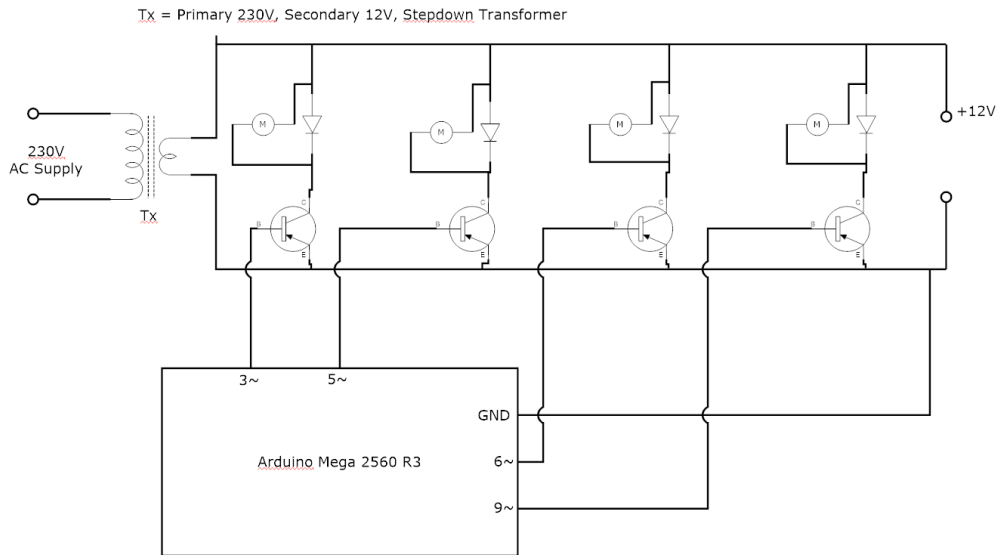 Tx = Primary 230V, Secondary 12V, Stepdown Transformer
M
M
M
M
+12V
230V
AC Supply
Tx
C
B
E
C
B
E
C
B
E
C
B
E
3~
5~
GND
Arduino Mega 2560 R3
6~
9~